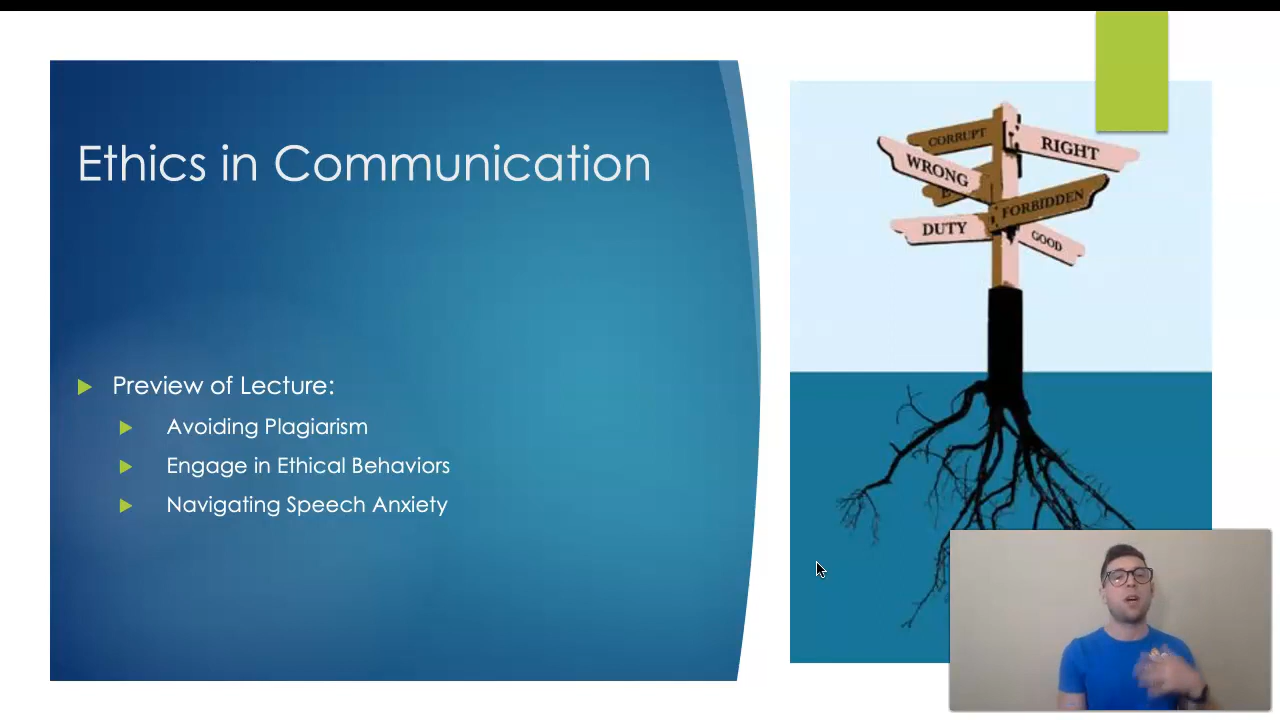 Ethics in Communication
Preview of Lecture:
Avoiding Plagiarism
Engage in Ethical Behaviors
Navigating Speech Anxiety
CORRUPT
RIGHT
WRONG
FORBIDDEN
DUTY
GOOD